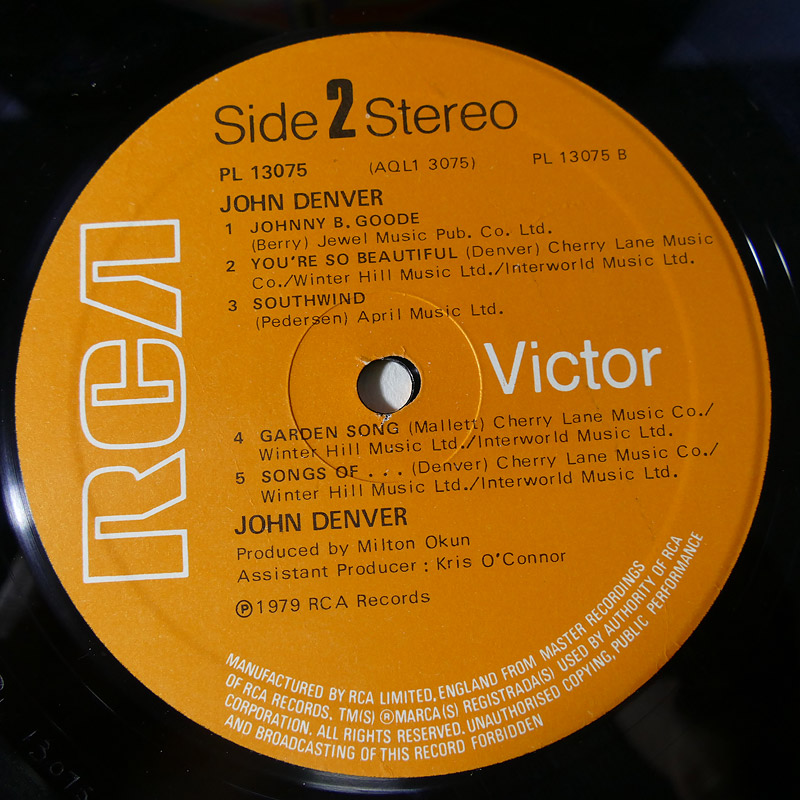 Side 2 Stereo
PL 13075 (AQL1 3075) PL 13075 B
JOHN DENVER
1 JOHNNY B. GOODE
(Berry) Jewel Music Pub. Co. Ltd.
2 YOU'RE SO BEAUTIFUL (Denver) Cherry Lane Music
Co./Winter Hill Music Ltd./Interworld Music Ltd.
3 SOUTHWIND
(Pedersen) April Music Ltd.
RCA
Victor
4 GARDEN SONG (Mallett) Cherry Lane Music Co./
Winter Hill Music Ltd./Interworld Music Ltd.
5 SONGS OF . . . (Denver) Cherry Lane Music Co./
Winter Hill Music Ltd./Interworld Music Ltd.
JOHN DENVER
Produced by Milton Okun
Assistant Producer : Kris O'Connor
℗ 1979 RCA Records
MANUFACTURED BY RCA LIMITED, ENGLAND FROM MASTER RECORDINGS
OF RCA RECORDS. TM(S) ® MARCA(S) REGISTRADA(S) USED BY AUTHORITY OF RCA
CORPORATION. ALL RIGHTS RESERVED. UNAUTHORISED COPYING, PUBLIC PERFORMANCE
AND BROADCASTING OF THIS RECORD FORBIDDEN
13075